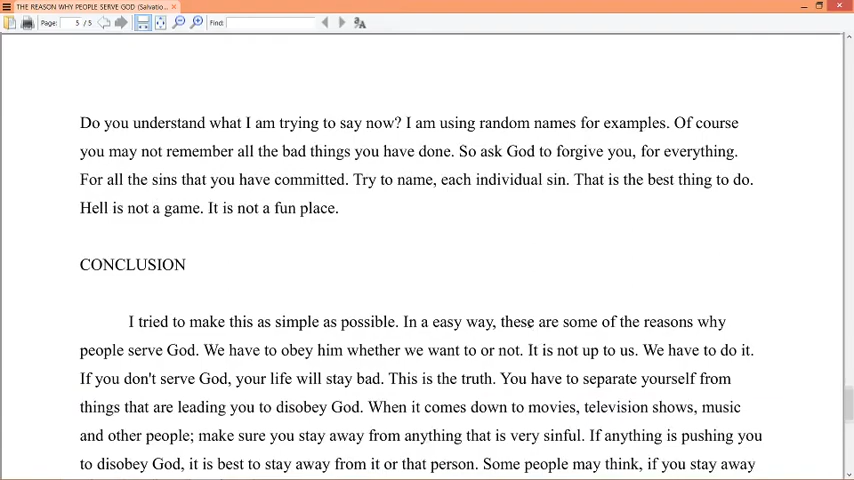 THE REASON WHY PEOPLE SERVE GOD (Salvatio...
Page: 5 / 5 Find:
Do you understand what I am trying to say now? I am using random names for examples. Of course
you may not remember all the bad things you have done. So ask God to forgive you, for everything.
For all the sins that you have committed. Try to name, each individual sin. That is the best thing to do.
Hell is not a game. It is not a fun place.
CONCLUSION
I tried to make this as simple as possible. In a easy way, these are some of the reasons why
people serve God. We have to obey him whether we want to or not. It is not up to us. We have to do it.
If you don't serve God, your life will stay bad. This is the truth. You have to separate yourself from
things that are leading you to disobey God. When it comes down to movies, television shows, music
and other people; make sure you stay away from anything that is very sinful. If anything is pushing you
to disobey God, it is best to stay away from it or that person. Some people may think, if you stay away